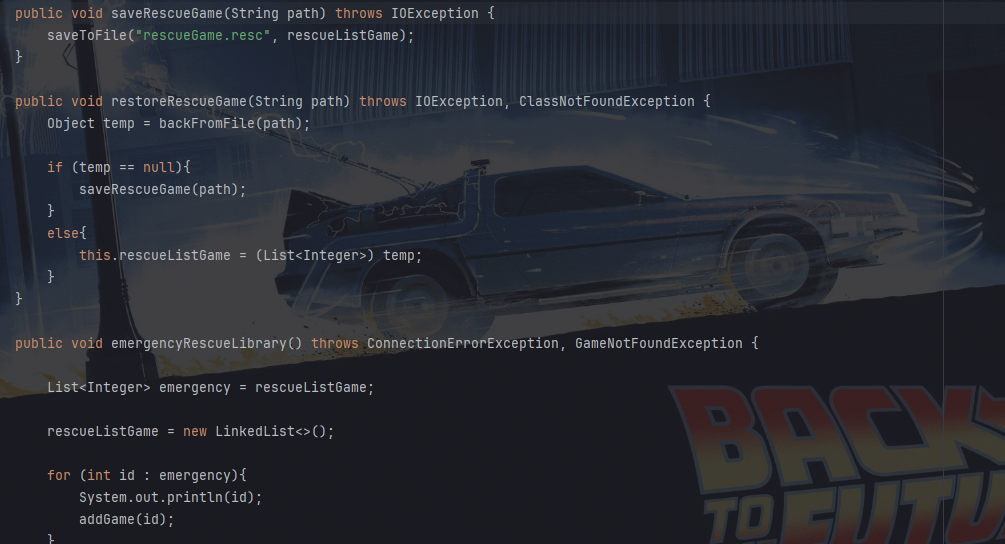 public void saveRescueGame(String path) throws IOException {
saveToFile("rescueGame.resc", rescueListGame);
}
public void restoreRescueGame(String path) throws IOException, ClassNotFoundException {
Object temp = backFromFile(path);
if (temp == null){
saveRescueGame(path);
}
else{
this.rescueListGame = (List<Integer>) temp;
}
}
public void emergencyRescueLibrary() throws ConnectionErrorException, GameNotFoundException {
List<Integer> emergency = rescueListGame;
rescueListGame = new LinkedList<>();
for (int id : emergency){
System.out.println(id);
addGame(id);
}
BACK
TO